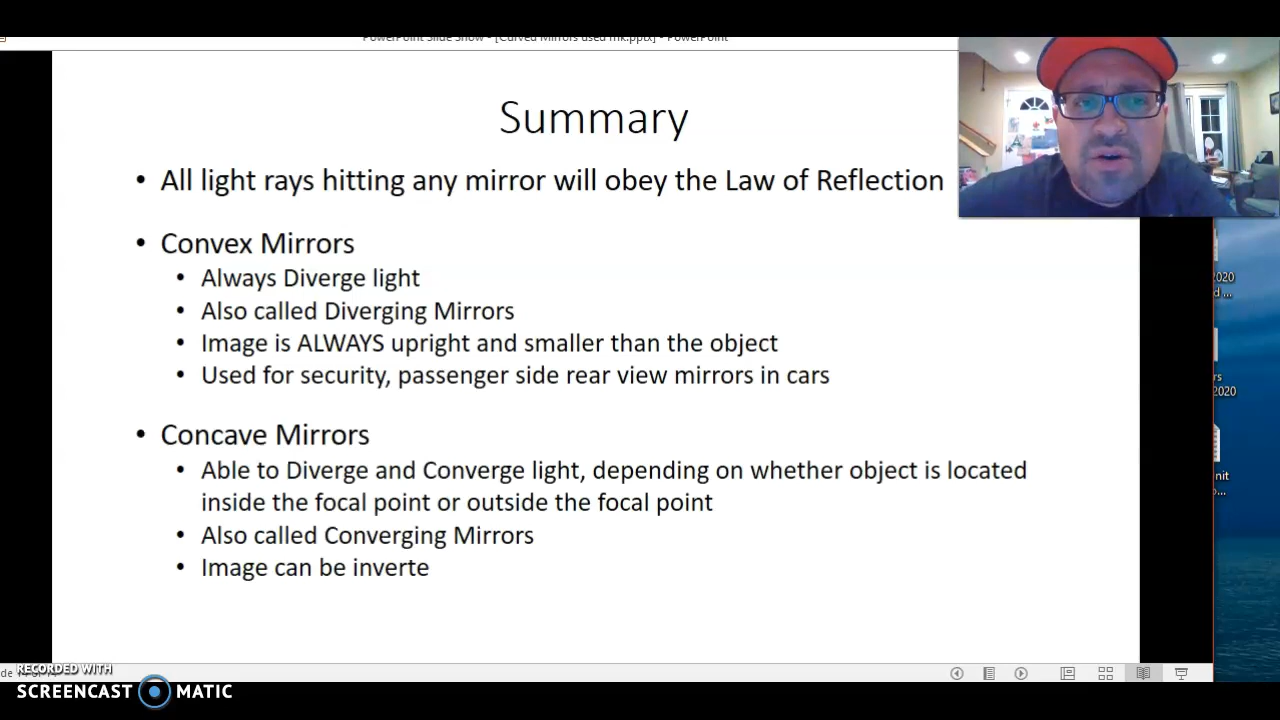 PowerPoint Slide Show - [Curved Mirrors used mk.pptx] - PowerPoint
Summary
• All light rays hitting any mirror will obey the Law of Reflection
• Convex Mirrors
• Always Diverge light
• Also called Diverging Mirrors
• Image is ALWAYS upright and smaller than the object
• Used for security, passenger side rear view mirrors in cars
• Concave Mirrors
• Able to Diverge and Converge light, depending on whether object is located
inside the focal point or outside the focal point
• Also called Converging Mirrors
• Image can be inverte
2020
d ...
rs
2020
nit
o...
RECORDED WITH
SCREENCAST MATIC